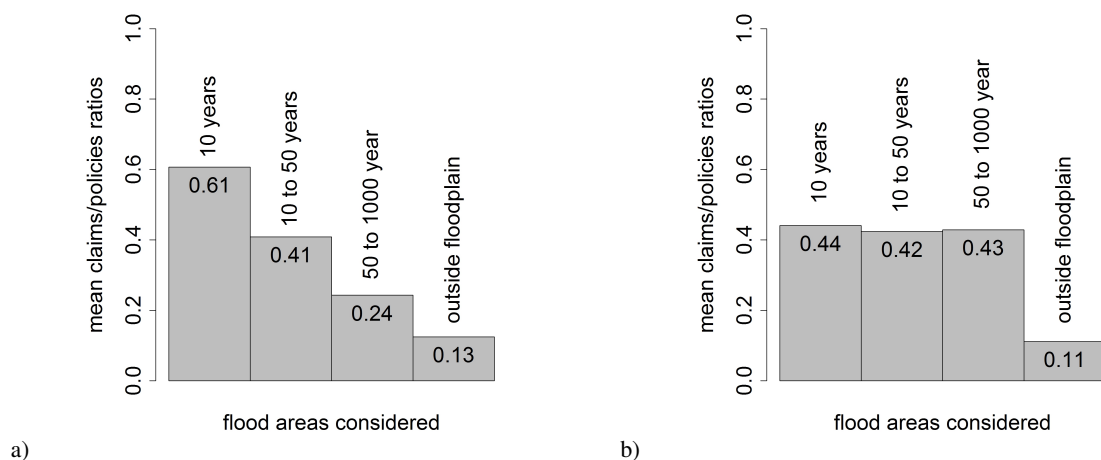 mean claims/policies ratios
0.0 0.2 0.4 0.6 0.8 1.0
10 years
10 to 50 years
50 to 1000 year
outside floodplain
0.61
0.41
0.24
0.13
flood areas considered
a)
mean claims/policies ratios
0.0 0.2 0.4 0.6 0.8 1.0
10 years
10 to 50 years
50 to 1000 year
outside floodplain
0.44
0.42
0.43
0.11
flood areas considered
b)